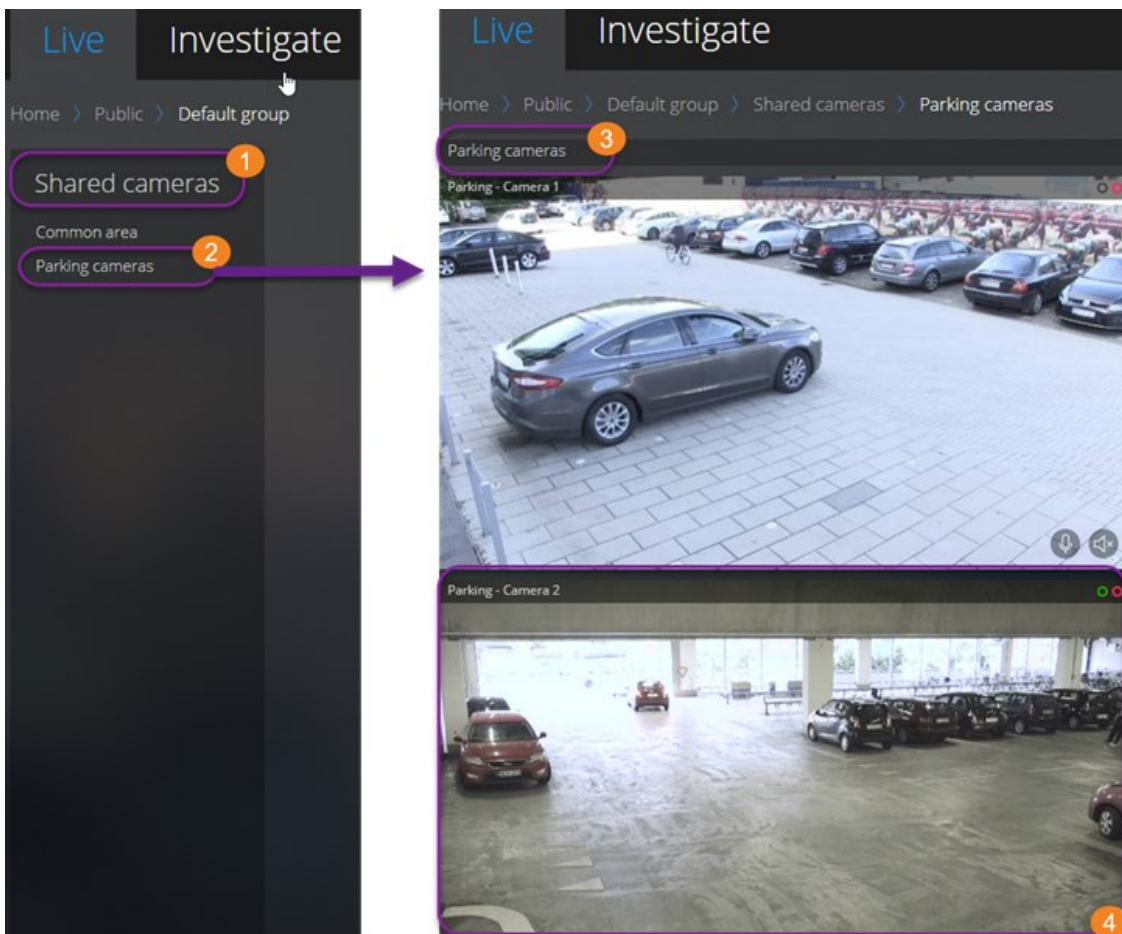 Live Investigate
Home > Public > Default group
Shared cameras
1
Common area
Parking cameras
2
Live Investigate
Home > Public > Default group > Shared cameras > Parking cameras
Parking cameras
3
Parking - Camera 1
Parking - Camera 2
4